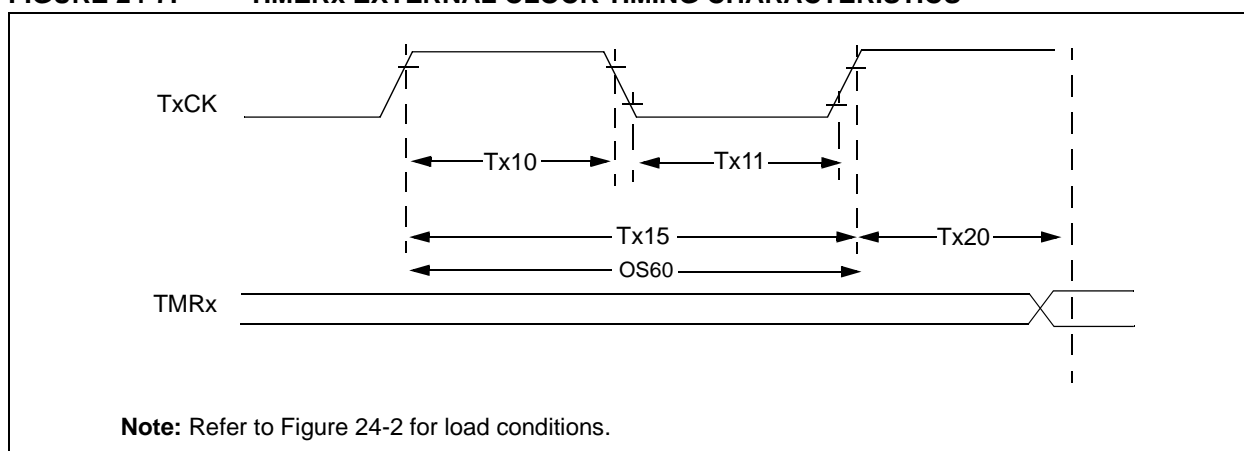 TxCK
Tx10
Tx11
Tx15
Tx20
OS60
TMRx
Note: Refer to Figure 24-2 for load conditions.